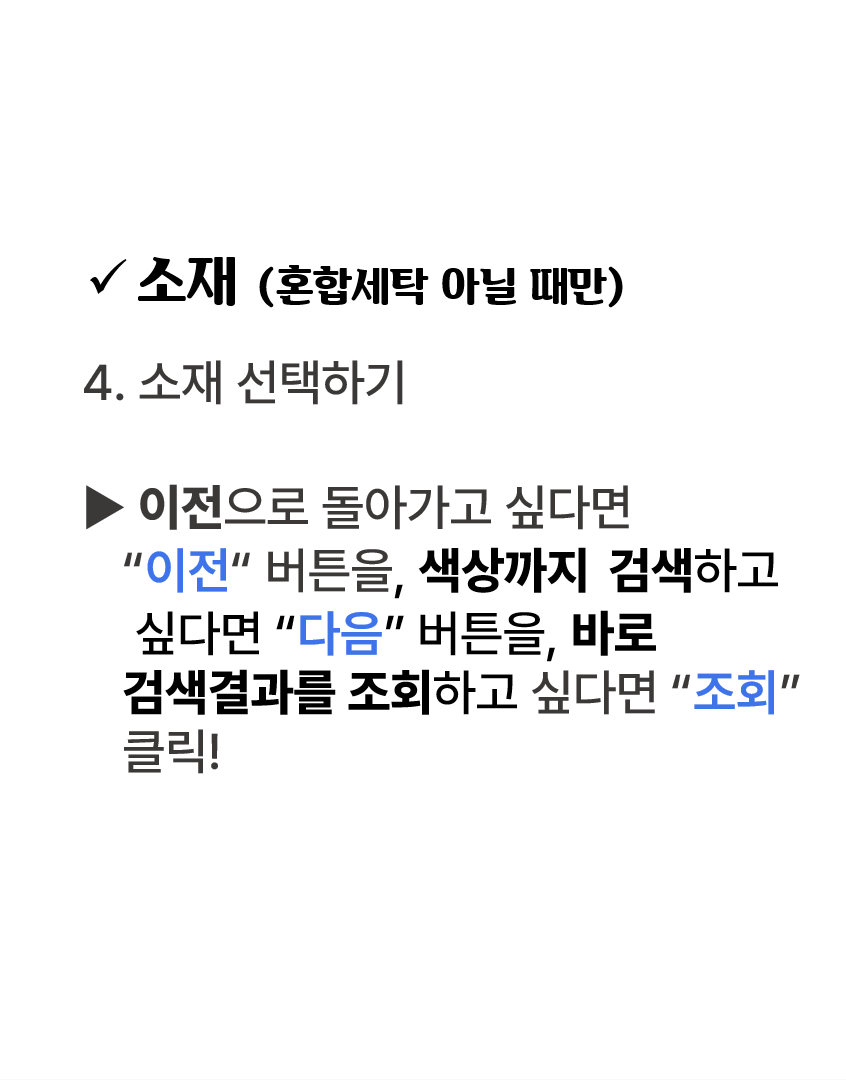 ✓ 소재 (혼합세탁 아닐 때만)
4. 소재 선택하기
▶ 이전으로 돌아가고 싶다면
“이전“ 버튼을, 색상까지 검색하고
싶다면 “다음” 버튼을, 바로
검색결과를 조회하고 싶다면 “조회”
클릭!